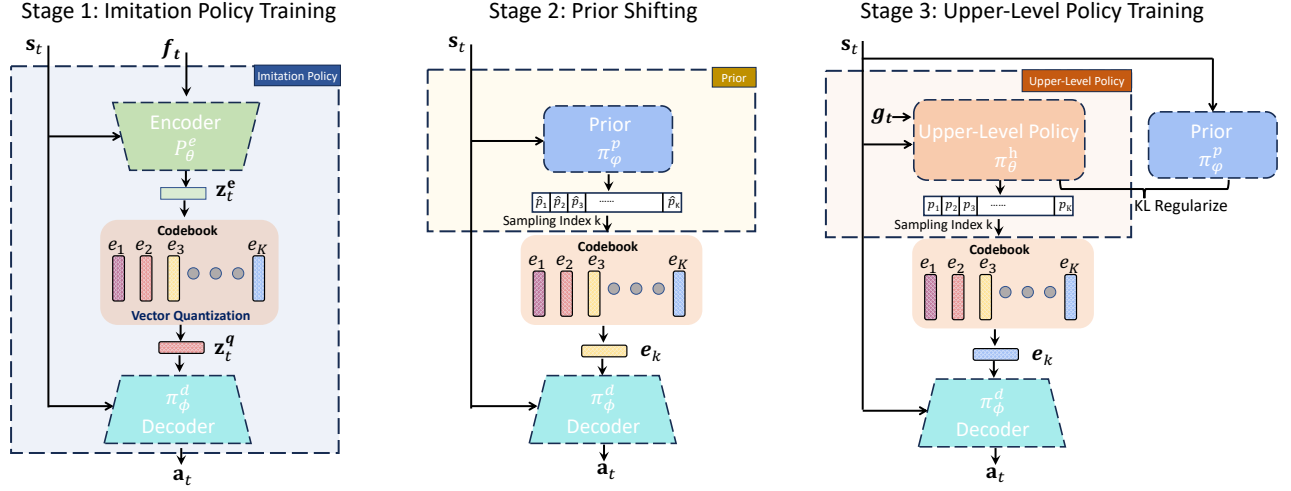 Stage 1: Imitation Policy Training
s_t
f_t
Imitation Policy
Encoder
P_θ^e
z_t^e
Codebook
e_1 e_2 e_3 e_K
Vector Quantization
z_t^q
π_ϕ^d
Decoder
a_t
Stage 2: Prior Shifting
s_t
Prior
Prior
π_φ^p
p̂_1 p̂_2 p̂_3 ...... p̂_K
Sampling Index k
Codebook
e_1 e_2 e_3 e_K
e_k
π_ϕ^d
Decoder
a_t
Stage 3: Upper-Level Policy Training
s_t
Upper-Level Policy
g_t
Upper-Level Policy
π_θ^h
Prior
π_φ^p
p_1 p_2 p_3 ...... p_K
KL Regularize
Sampling Index k
Codebook
e_1 e_2 e_3 e_K
e_k
π_ϕ^d
Decoder
a_t